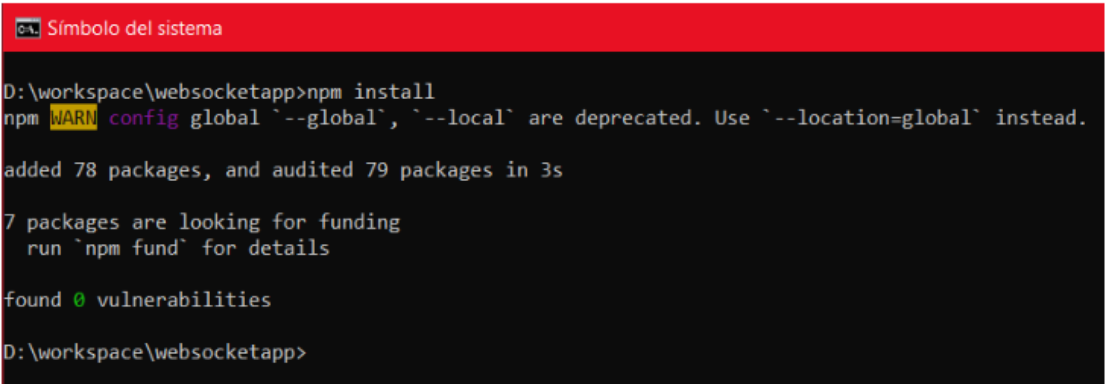 Símbolo del sistema
D:\workspace\websocketapp>npm install
npm WARN config global `--global`, `--local` are deprecated. Use `--location=global` instead.
added 78 packages, and audited 79 packages in 3s
7 packages are looking for funding
  run `npm fund` for details
found 0 vulnerabilities
D:\workspace\websocketapp>